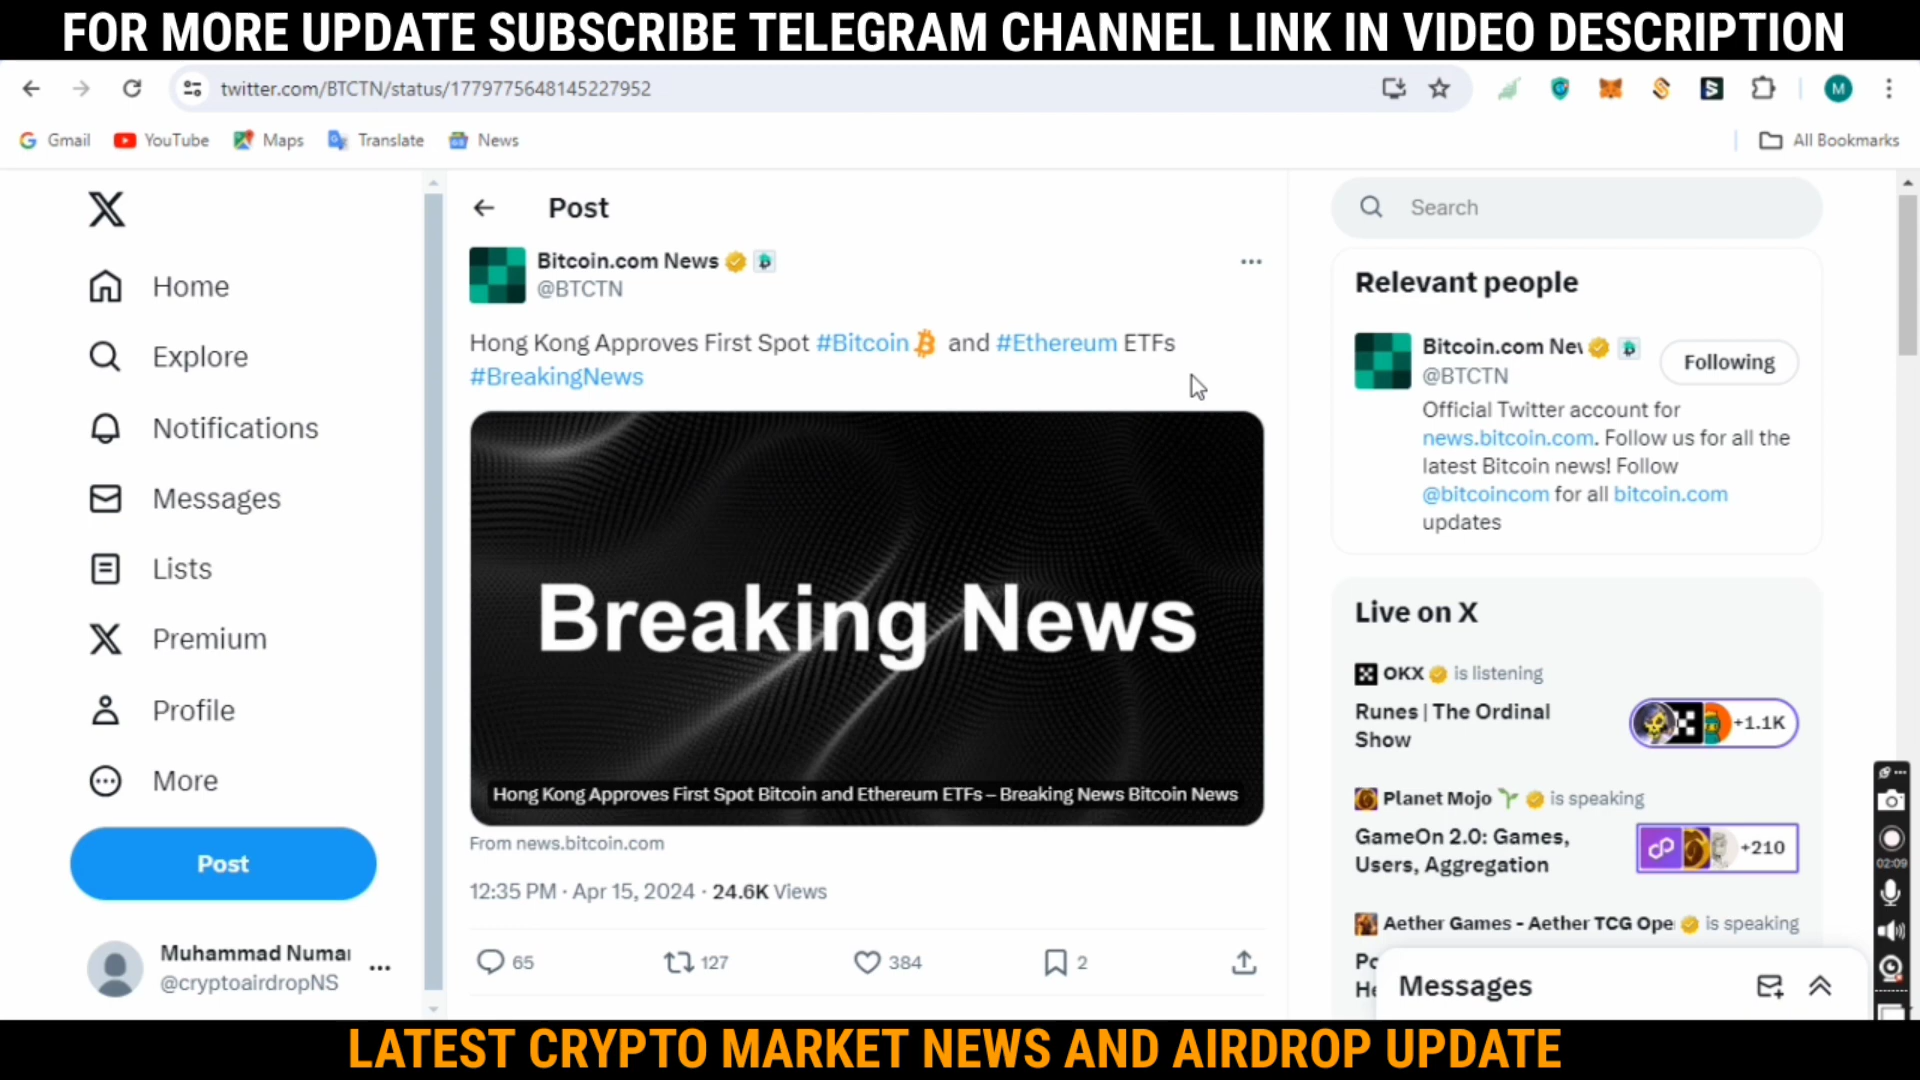 FOR MORE UPDATE SUBSCRIBE TELEGRAM CHANNEL LINK IN VIDEO DESCRIPTION
twitter.com/BTCTN/status/1779775648145227952
M
Gmail
YouTube
Maps
Translate
News
All Bookmarks
Home
Explore
Notifications
Messages
Lists
Premium
Profile
More
Post
Muhammad Numa
@cryptoairdropNS
Post
Bitcoin.com News
@BTCTN
Hong Kong Approves First Spot #Bitcoin and #Ethereum ETFs
#BreakingNews
Breaking News
Hong Kong Approves First Spot Bitcoin and Ethereum ETFs – Breaking News Bitcoin News
From news.bitcoin.com
12:35 PM · Apr 15, 2024 · 24.6K Views
65
127
384
2
Search
Relevant people
Bitcoin.com Ne
@BTCTN
Following
Official Twitter account for
news.bitcoin.com. Follow us for all the
latest Bitcoin news! Follow
@bitcoincom for all bitcoin.com
updates
Live on X
OKX is listening
Runes | The Ordinal
Show
+1.1K
Planet Mojo is speaking
GameOn 2.0: Games,
Users, Aggregation
+210
Aether Games - Aether TCG Ope is speaking
Messages
02:09
LATEST CRYPTO MARKET NEWS AND AIRDROP UPDATE